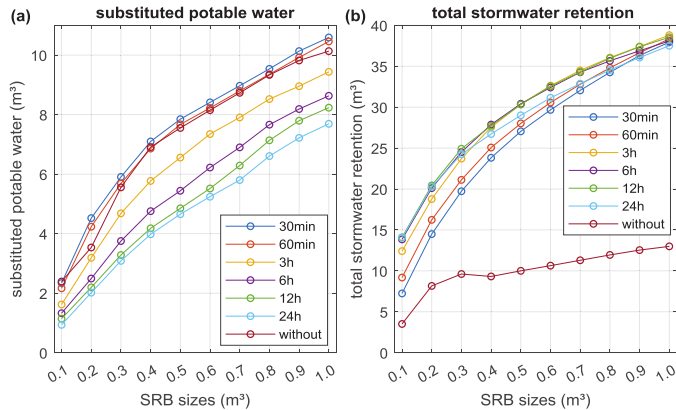 (a) substituted potable water
substituted potable water (m³)
10
8
6
4
2
0
0.1 0.2 0.3 0.4 0.5 0.6 0.7 0.8 0.9 1.0
SRB sizes (m³)
30min
60min
3h
6h
12h
24h
without
(b) total stormwater retention
total stormwater retention (m³)
40
35
30
25
20
15
10
5
0
0.1 0.2 0.3 0.4 0.5 0.6 0.7 0.8 0.9 1.0
SRB sizes (m³)
30min
60min
3h
6h
12h
24h
without